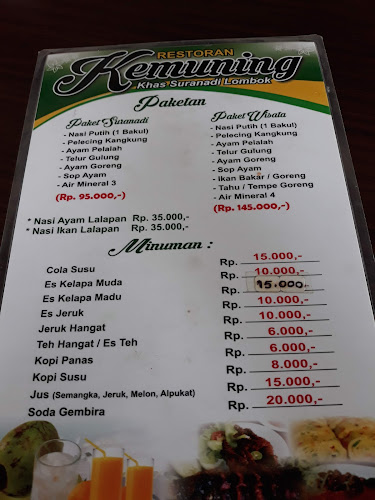 RESTORAN
Kemuning
Khas Suranadi Lombok
Paketan
Paket Suranadi
- Nasi Putih (1 Bakul)
- Pelecing Kangkung
- Ayam Pelalah
- Telur Gulung
- Ayam Goreng
- Sop Ayam
- Air Mineral 3
(Rp. 95.000,-)
Paket Wisata
- Nasi Putih (1 Bakul)
- Pelecing Kangkung
- Ayam Pelalah
- Telur Gulung
- Ayam Goreng
- Sop Ayam
- Ikan Bakar / Goreng
- Tahu / Tempe Goreng
- Air Mineral 4
(Rp. 145.000,-)
* Nasi Ayam Lalapan Rp. 35.000,-
* Nasi Ikan Lalapan Rp. 35.000,-
Minuman :
Cola Susu Rp. 15.000,-
Es Kelapa Muda Rp. 10.000,-
Es Kelapa Madu Rp. 15.000,-
Es Jeruk Rp. 10.000,-
Jeruk Hangat Rp. 10.000,-
Teh Hangat / Es Teh Rp. 6.000,-
Kopi Panas Rp. 6.000,-
Kopi Susu Rp. 8.000,-
Jus (Semangka, Jeruk, Melon, Alpukat) Rp. 15.000,-
Soda Gembira Rp. 20.000,-